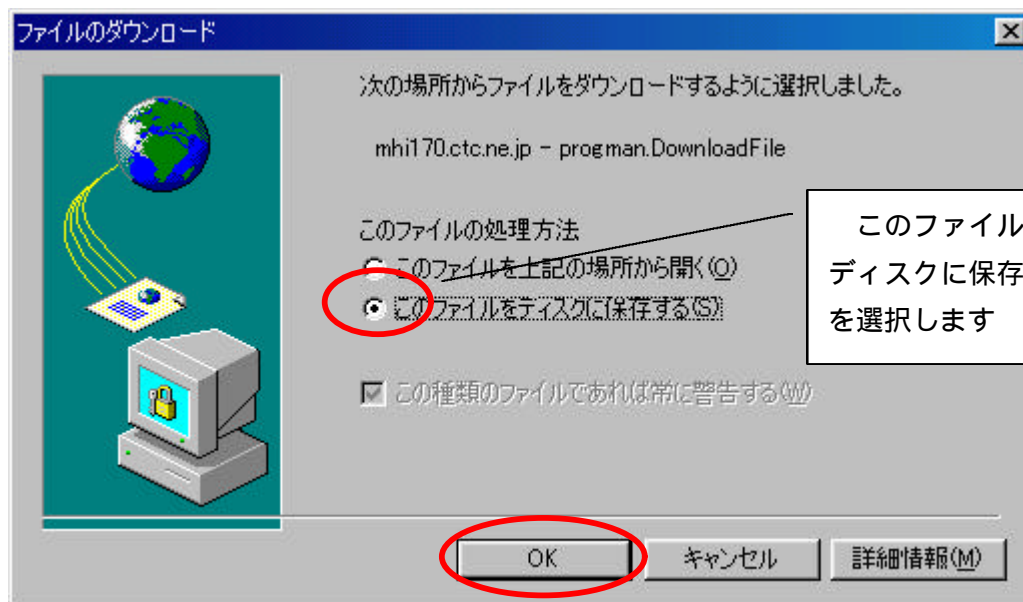 ファイルのダウンロード
次の場所からファイルをダウンロードするように選択しました。
mhi170.ctc.ne.jp - progman.DownloadFile
このファイルの処理方法
このファイルを上記の場所から開く(O)
このファイルをディスクに保存する(S)
このファイル
ディスクに保存
を選択します
この種類のファイルであれば常に警告する(W)
OK
キャンセル
詳細情報(M)